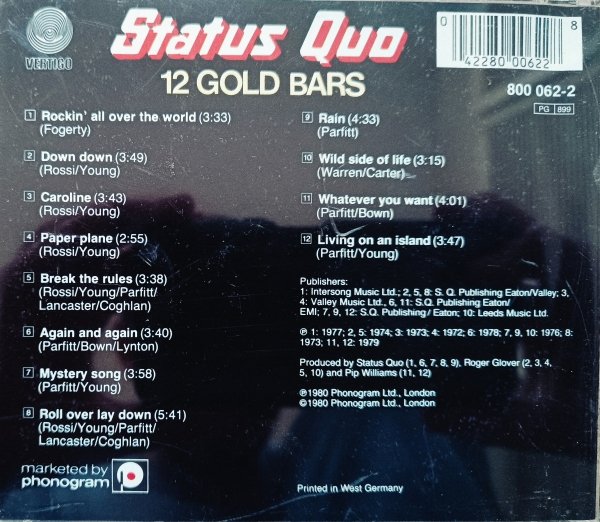 VERTIGO
Status Quo
12 GOLD BARS
0 42280 00622 8
800 062-2
PG 899
1 Rockin' all over the world (3:33)
(Fogerty)
2 Down down (3:49)
(Rossi/Young)
3 Caroline (3:43)
(Rossi/Young)
4 Paper plane (2:55)
(Rossi/Young)
5 Break the rules (3:38)
(Rossi/Young/Parfitt/
Lancaster/Coghlan)
6 Again and again (3:40)
(Parfitt/Bown/Lynton)
7 Mystery song (3:58)
(Parfitt/Young)
8 Roll over lay down (5:41)
(Rossi/Young/Parfitt/
Lancaster/Coghlan)
9 Rain (4:33)
(Parfitt)
10 Wild side of life (3:15)
(Warren/Carter)
11 Whatever you want (4:01)
(Parfitt/Bown)
12 Living on an island (3:47)
(Parfitt/Young)
Publishers:
1: Intersong Music Ltd.; 2, 5, 8: S. Q. Publishing Eaton/Valley; 3,
4: Valley Music Ltd., 6, 11: S.Q. Publishing Eaton/
EMI; 7, 9, 12: S.Q. Publishing / Eaton; 10: Leeds Music Ltd.
℗ 1: 1977; 2, 5: 1974; 3: 1973; 4: 1972; 6: 1978; 7, 9, 10: 1976; 8:
1973; 11, 12: 1979
Produced by Status Quo (1, 6, 7, 8, 9), Roger Glover (2, 3, 4,
5, 10) and Pip Williams (11, 12)
℗1980 Phonogram Ltd., London
©1980 Phonogram Ltd., London
marketed by
phonogram
Printed in West Germany